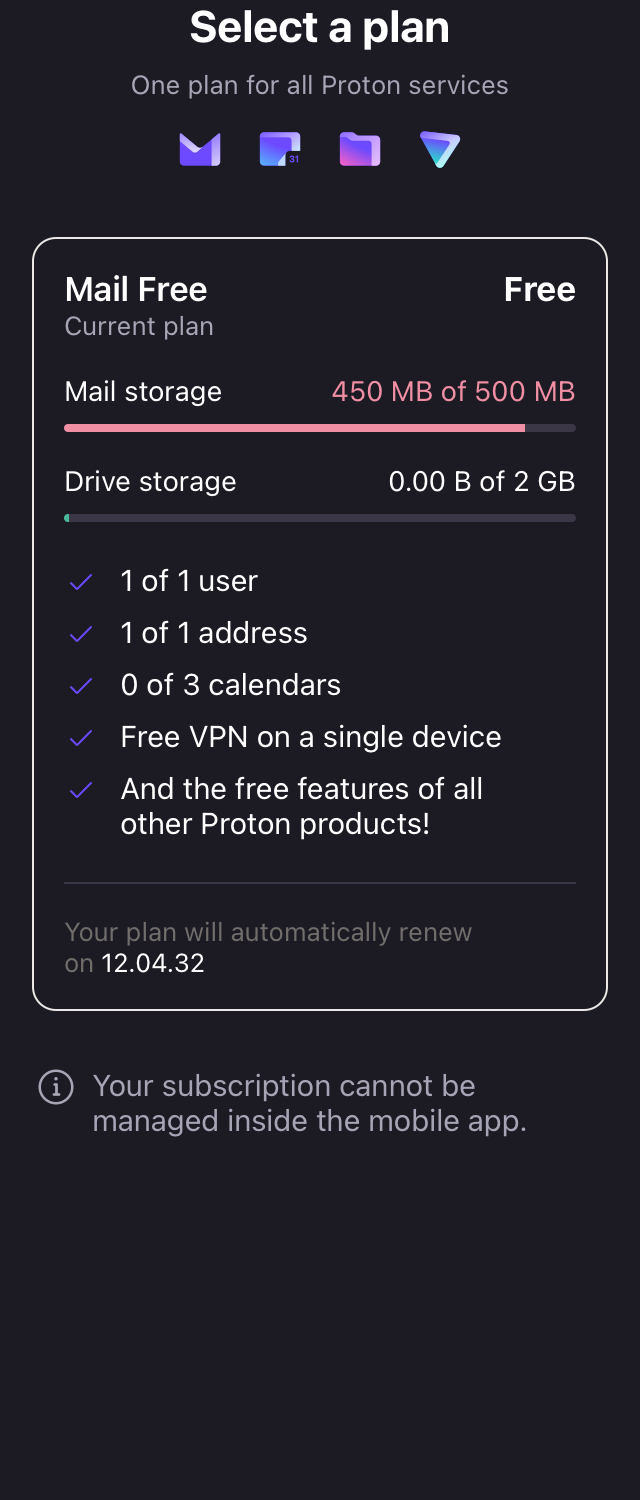 Select a plan
One plan for all Proton services
31
Mail Free Free
Current plan
Mail storage 450 MB of 500 MB
Drive storage 0.00 B of 2 GB
1 of 1 user
1 of 1 address
0 of 3 calendars
Free VPN on a single device
And the free features of all
other Proton products!
Your plan will automatically renew
on 12.04.32
Your subscription cannot be
managed inside the mobile app.